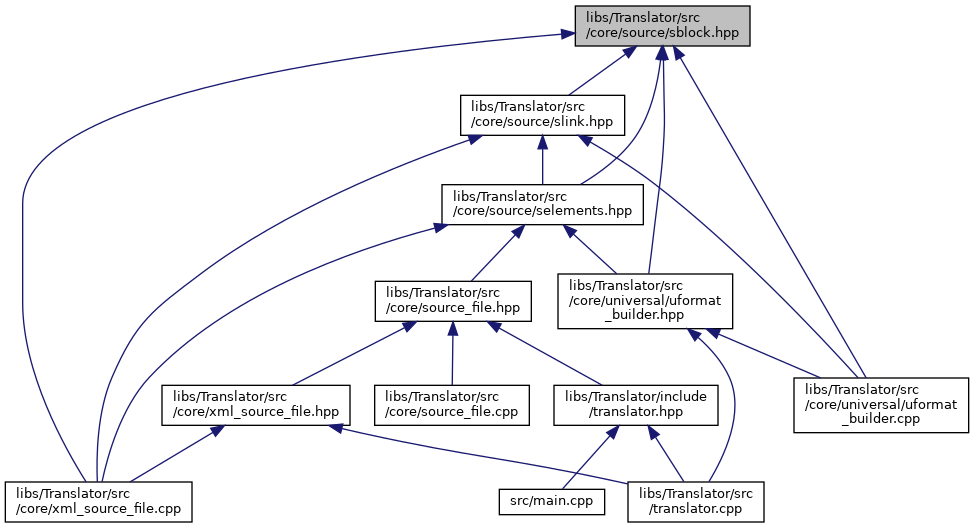 libs/Translator/src
/core/source/sblock.hpp
libs/Translator/src
/core/source/slink.hpp
libs/Translator/src
/core/source/selements.hpp
libs/Translator/src
/core/source_file.hpp
libs/Translator/src
/core/universal/uformat
_builder.hpp
libs/Translator/src
/core/xml_source_file.hpp
libs/Translator/src
/core/source_file.cpp
libs/Translator/include
/translator.hpp
libs/Translator/src
/core/universal/uformat
_builder.cpp
libs/Translator/src
/core/xml_source_file.cpp
src/main.cpp
libs/Translator/src
/translator.cpp